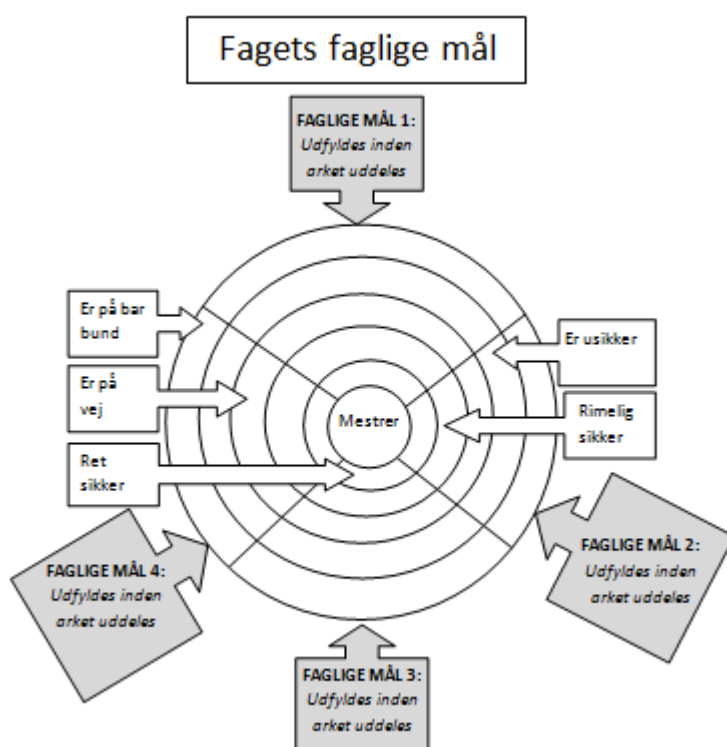 Fagets faglige mål
FAGLIGE MÅL 1:
Udfyldes inden
arket uddeles
Er på bar
bund
Er usikker
Er på
vej
Mestrer
Rimelig
sikker
Ret
sikker
FAGLIGE MÅL 4:
Udfyldes inden
arket uddeles
FAGLIGE MÅL 2:
Udfyldes inden
arket uddeles
FAGLIGE MÅL 3:
Udfyldes inden
arket uddeles